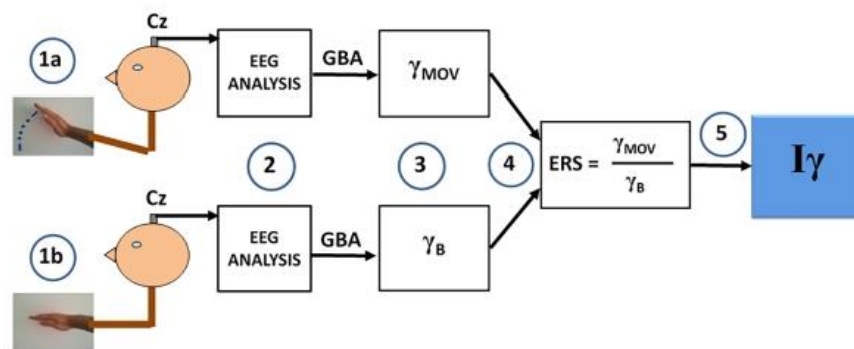 Cz
1a
EEG
ANALYSIS
GBA
γMOV
2
3
4
ERS = γMOV
γB
5
Iγ
Cz
1b
EEG
ANALYSIS
GBA
γB